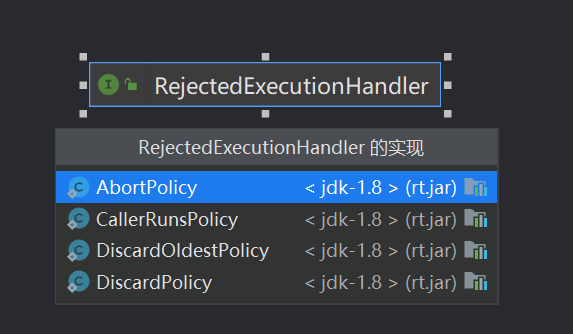 RejectedExecutionHandler
RejectedExecutionHandler 的实现
AbortPolicy < jdk-1.8 > (rt.jar)
CallerRunsPolicy < jdk-1.8 > (rt.jar)
DiscardOldestPolicy < jdk-1.8 > (rt.jar)
DiscardPolicy < jdk-1.8 > (rt.jar)